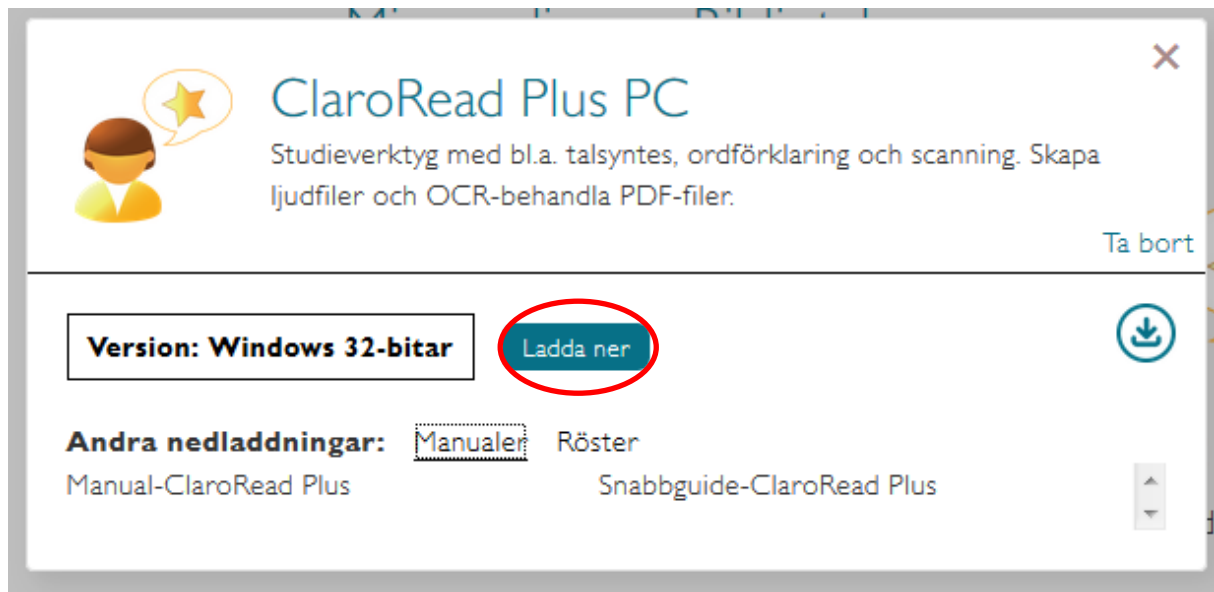 ClaroRead Plus PC
Studieverktyg med bl.a. talsyntes, ordförklaring och scanning. Skapa
ljudfiler och OCR-behandla PDF-filer.
Ta bort
Version: Windows 32-bitar Ladda ner
Andra nedladdningar: Manualer Röster
Manual-ClaroRead Plus Snabbguide-ClaroRead Plus